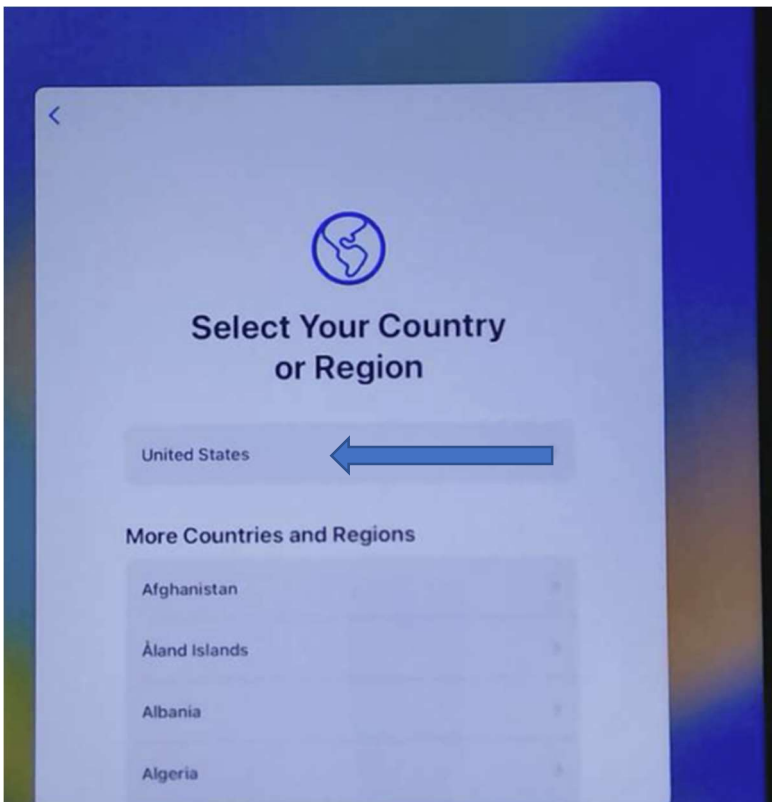 Select Your Country
or Region
United States
More Countries and Regions
Afghanistan
Åland Islands
Albania
Algeria